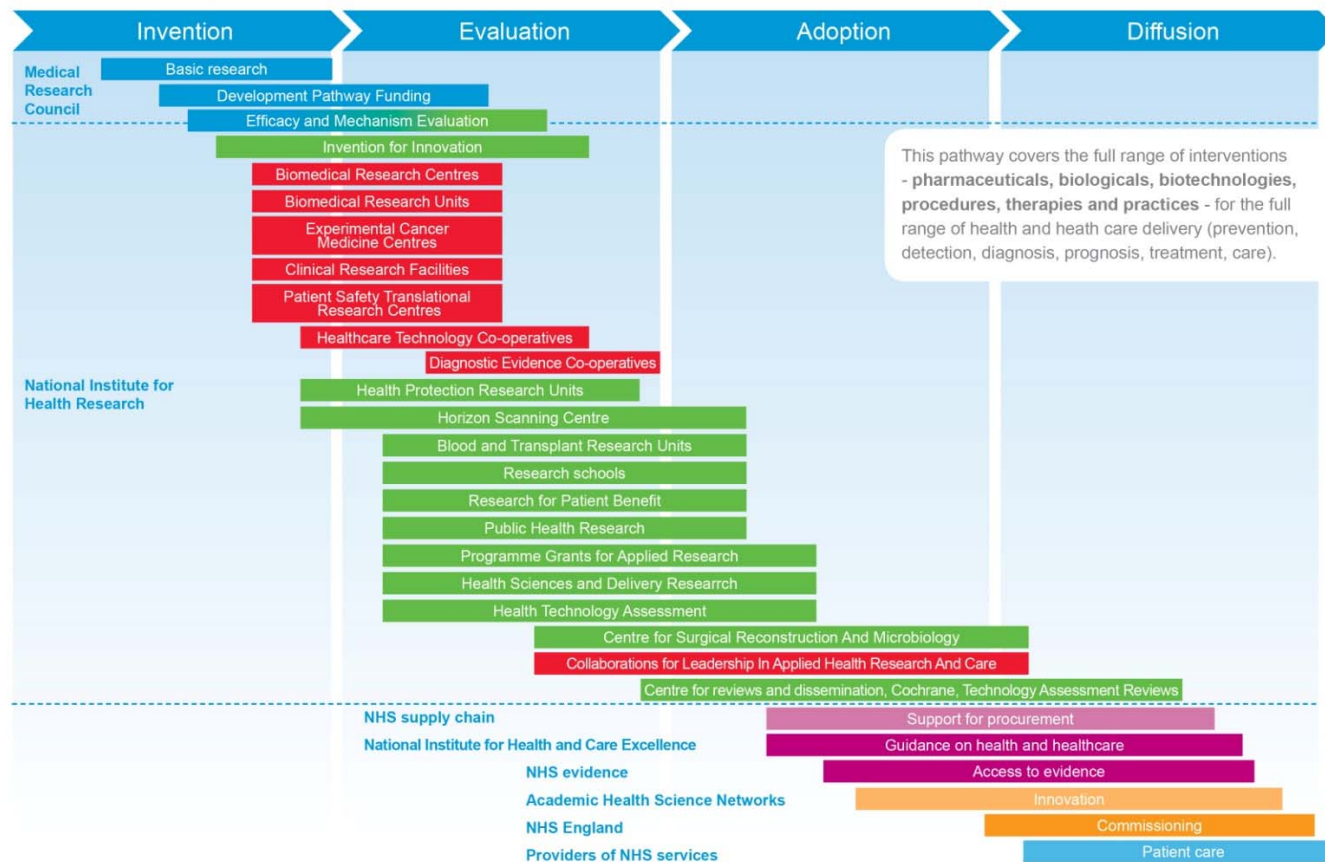 Invention
Evaluation
Adoption
Diffusion
Medical
Research
Council
Basic research
Development Pathway Funding
Efficacy and Mechanism Evaluation
Invention for Innovation
This pathway covers the full range of interventions
- pharmaceuticals, biologicals, biotechnologies,
procedures, therapies and practices - for the full
range of health and heath care delivery (prevention,
detection, diagnosis, prognosis, treatment, care).
Biomedical Research Centres
Biomedical Research Units
Experimental Cancer
Medicine Centres
Clinical Research Facilities
Patient Safety Translational
Research Centres
Healthcare Technology Co-operatives
Diagnostic Evidence Co-operatives
National Institute for
Health Research
Health Protection Research Units
Horizon Scanning Centre
Blood and Transplant Research Units
Research schools
Research for Patient Benefit
Public Health Research
Programme Grants for Applied Research
Health Sciences and Delivery Researrch
Health Technology Assessment
Centre for Surgical Reconstruction And Microbiology
Collaborations for Leadership In Applied Health Research And Care
Centre for reviews and dissemination, Cochrane, Technology Assessment Reviews
NHS supply chain
Support for procurement
National Institute for Health and Care Excellence
Guidance on health and healthcare
NHS evidence
Access to evidence
Academic Health Science Networks
Innovation
NHS England
Commissioning
Providers of NHS services
Patient care